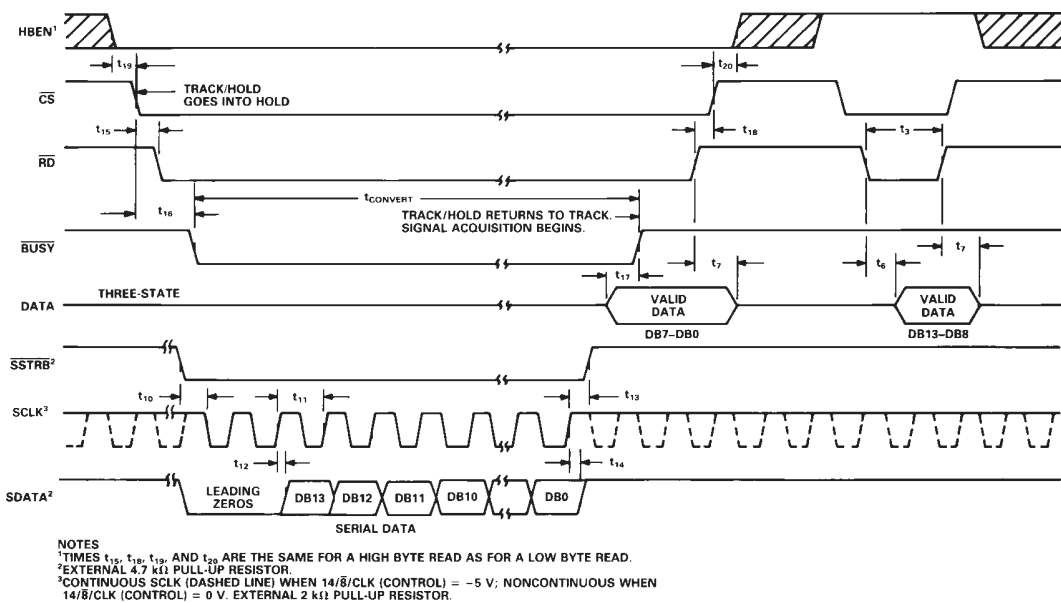 HBEN¹
t₁₉
t₂₀
C̅S̅
TRACK/HOLD
GOES INTO HOLD
t₁₅
t₁₈
t₃
R̅D̅
t₁₆
tCONVERT
TRACK/HOLD RETURNS TO TRACK.
SIGNAL ACQUISITION BEGINS.
B̅U̅S̅Y̅
t₁₇
t₇
t₆
t₇
DATA
THREE-STATE
VALID
DATA
VALID
DATA
DB7–DB0
DB13–DB8
S̅S̅T̅R̅B̅²
t₁₀
t₁₁
t₁₃
SCLK³
t₁₂
t₁₄
SDATA²
LEADING
ZEROS
DB13
DB12
DB11
DB10
DB0
SERIAL DATA
NOTES
¹TIMES t₁₅, t₁₈, t₁₉, AND t₂₀ ARE THE SAME FOR A HIGH BYTE READ AS FOR A LOW BYTE READ.
²EXTERNAL 4.7 kΩ PULL-UP RESISTOR.
³CONTINUOUS SCLK (DASHED LINE) WHEN 14/8̅/CLK (CONTROL) = –5 V; NONCONTINUOUS WHEN
14/8̅/CLK (CONTROL) = 0 V. EXTERNAL 2 kΩ PULL-UP RESISTOR.